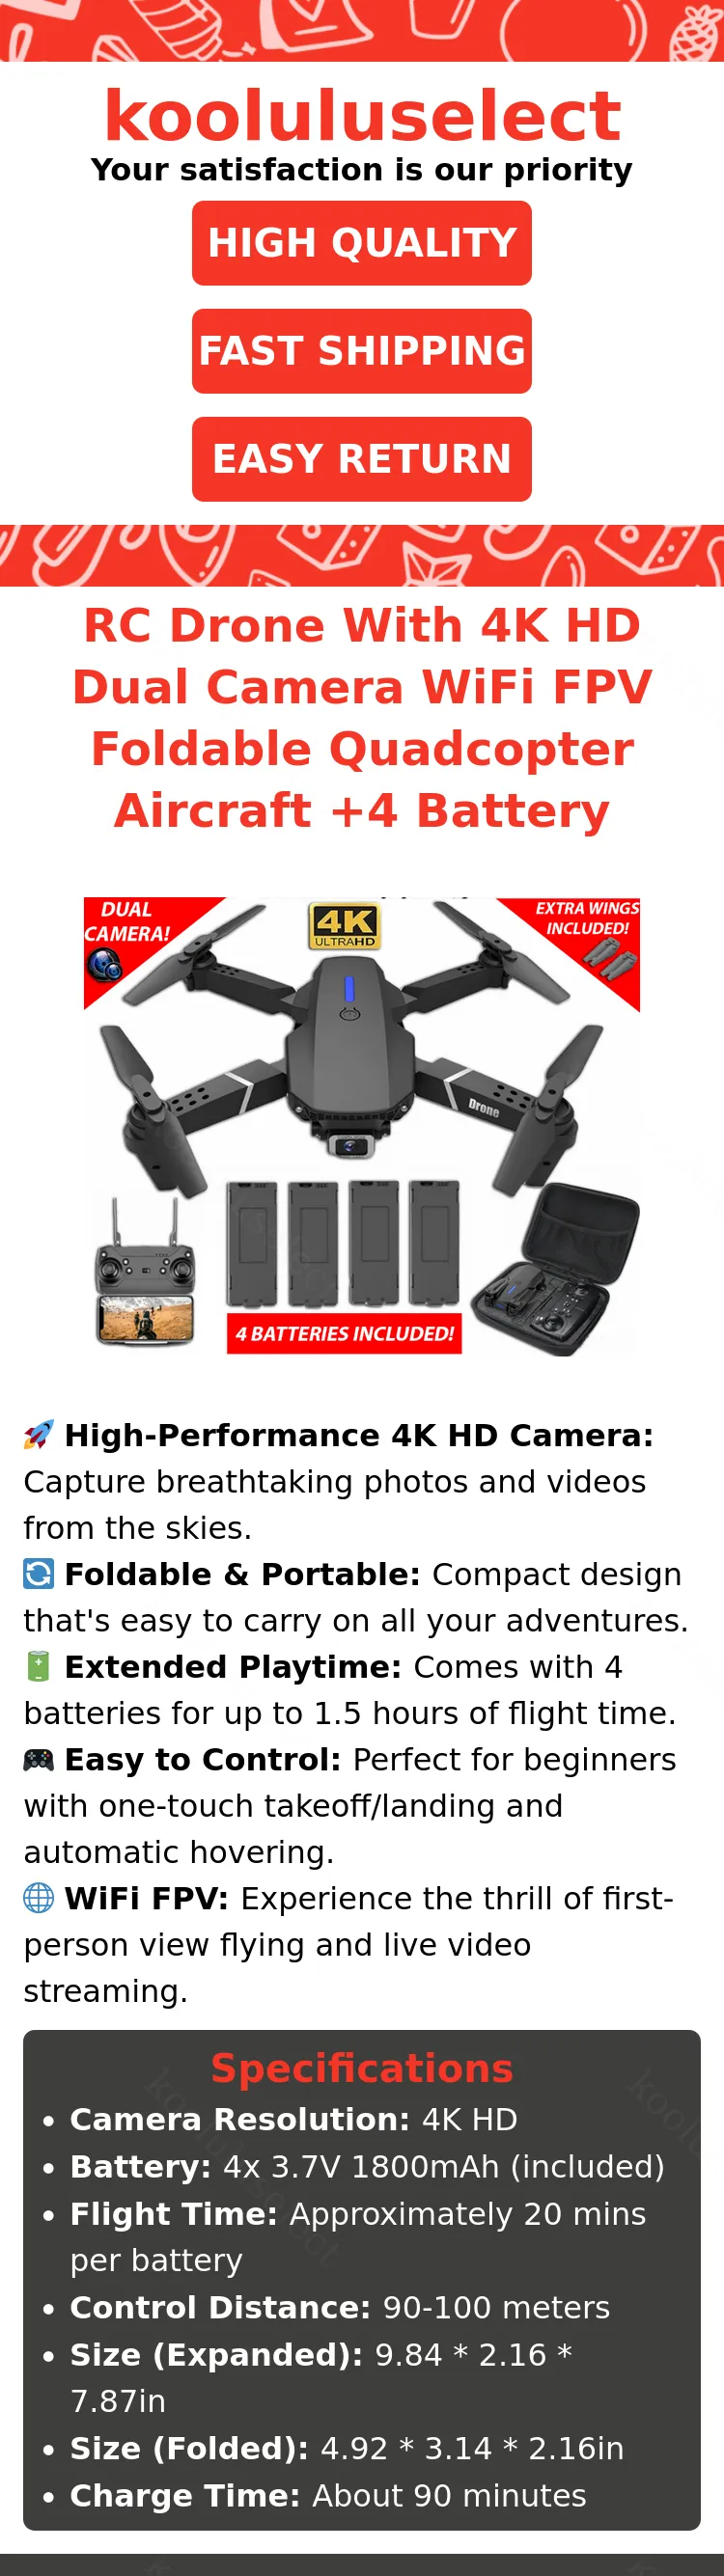 kooluluselect
Your satisfaction is our priority
HIGH QUALITY
FAST SHIPPING
EASY RETURN
RC Drone With 4K HD
Dual Camera WiFi FPV
Foldable Quadcopter
Aircraft +4 Battery
DUAL
CAMERA!
4K
ULTRAHD
EXTRA WINGS
INCLUDED!
Drone
4 BATTERIES INCLUDED!
🚀 High-Performance 4K HD Camera:
Capture breathtaking photos and videos
from the skies.
🔄 Foldable & Portable: Compact design
that's easy to carry on all your adventures.
🔋 Extended Playtime: Comes with 4
batteries for up to 1.5 hours of flight time.
🎮 Easy to Control: Perfect for beginners
with one-touch takeoff/landing and
automatic hovering.
🌐 WiFi FPV: Experience the thrill of first-
person view flying and live video
streaming.
Specifications
• Camera Resolution: 4K HD
• Battery: 4x 3.7V 1800mAh (included)
• Flight Time: Approximately 20 mins
per battery
• Control Distance: 90-100 meters
• Size (Expanded): 9.84 * 2.16 *
7.87in
• Size (Folded): 4.92 * 3.14 * 2.16in
• Charge Time: About 90 minutes
kooluluselect